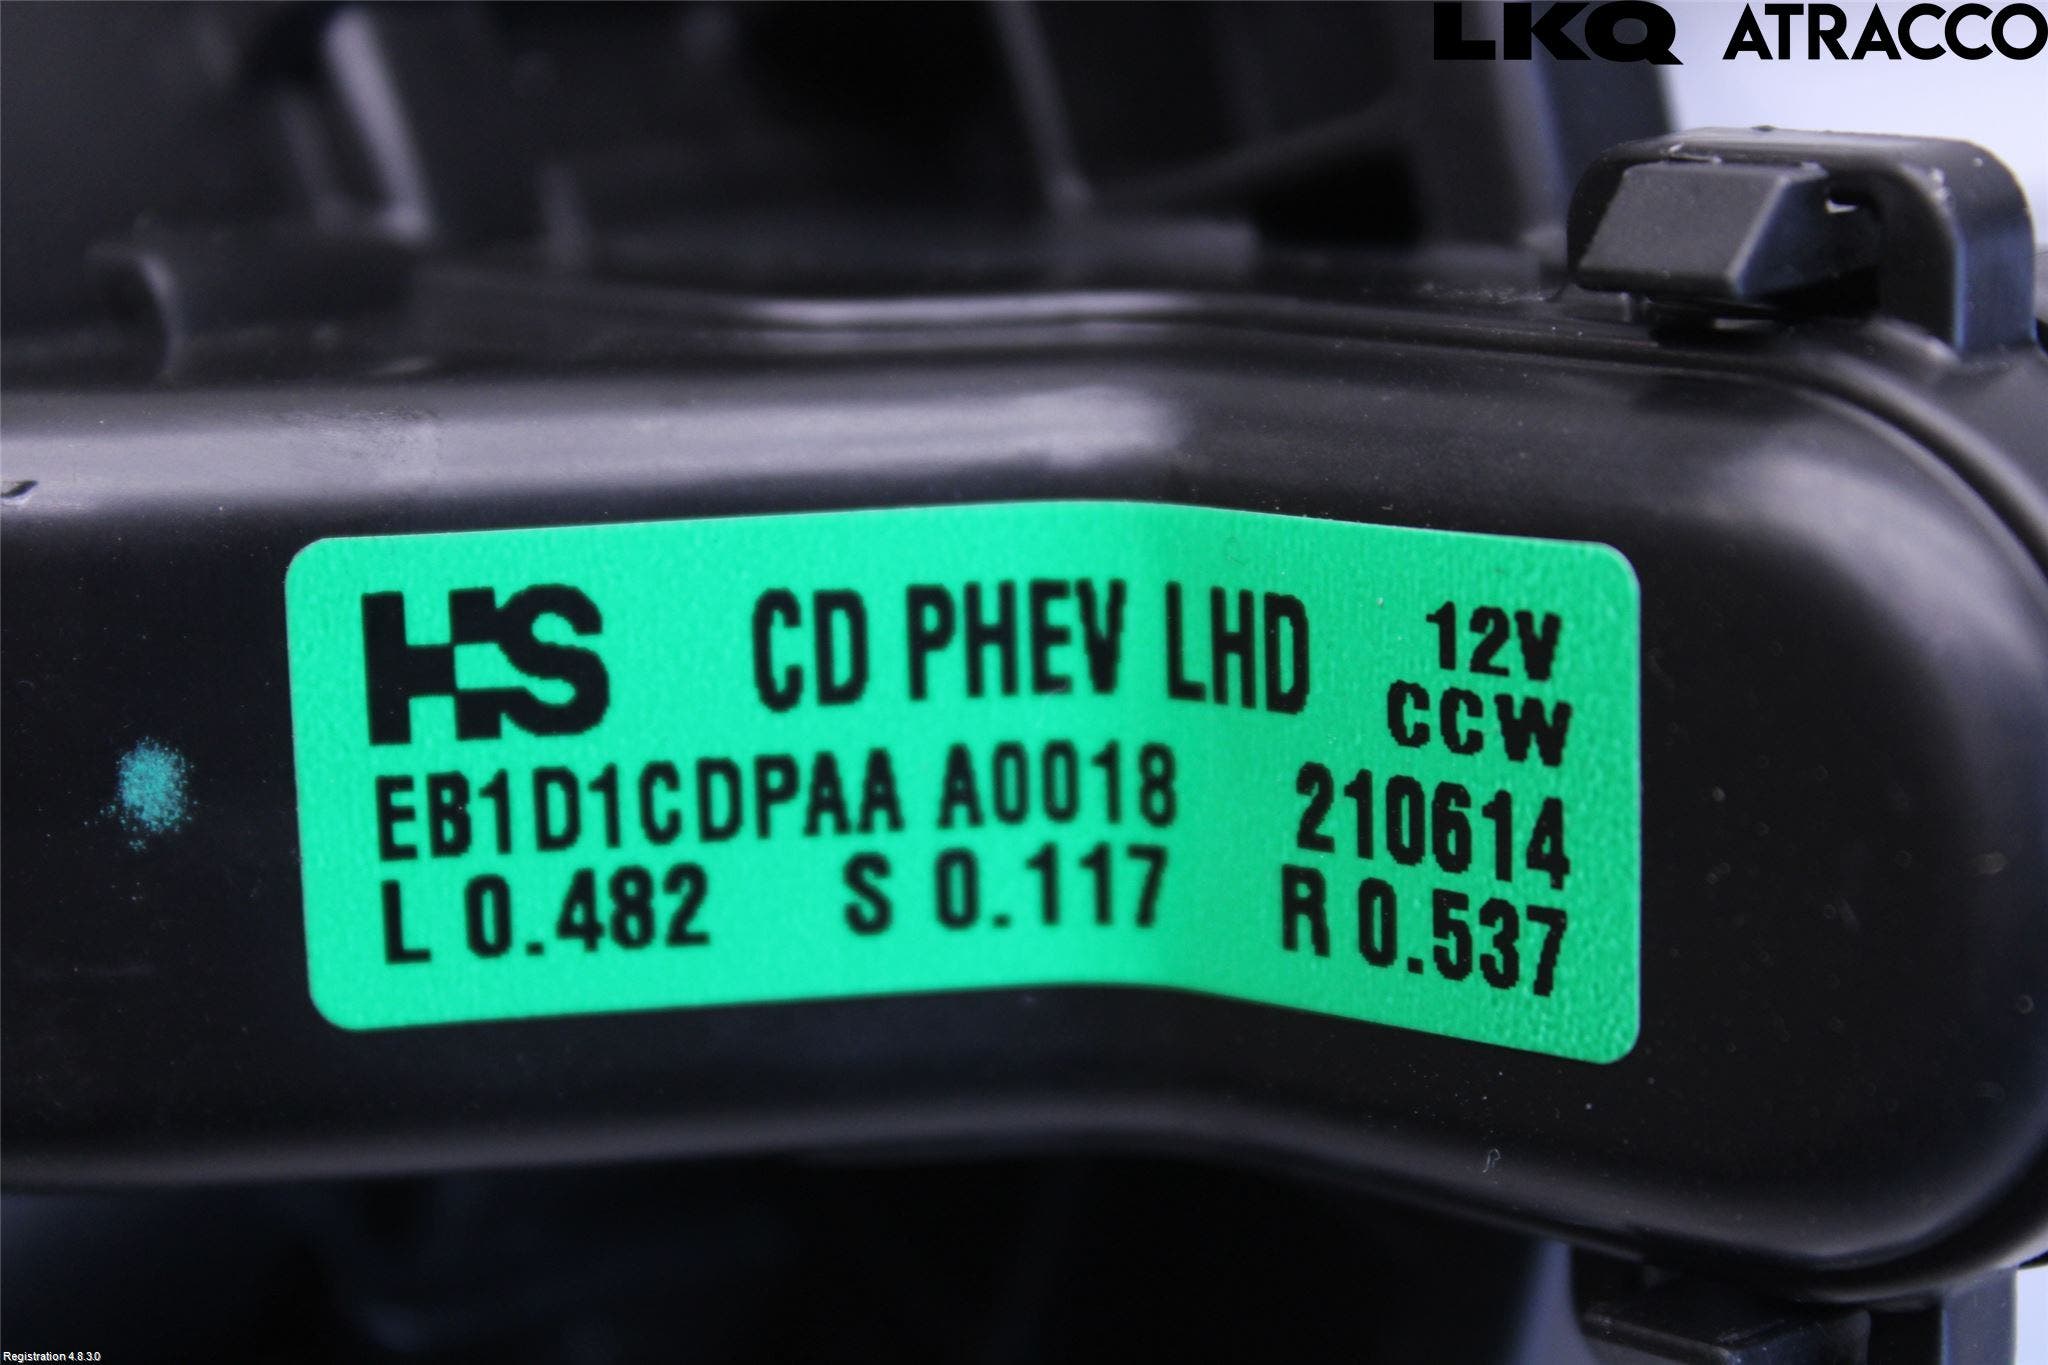 LKQ ATRACCO
HS CD PHEV LHD 12V
CCW
EB1D1CDPAA A0018 210614
L 0.482 S 0.117 R 0.537
Registration 4.8.3.0